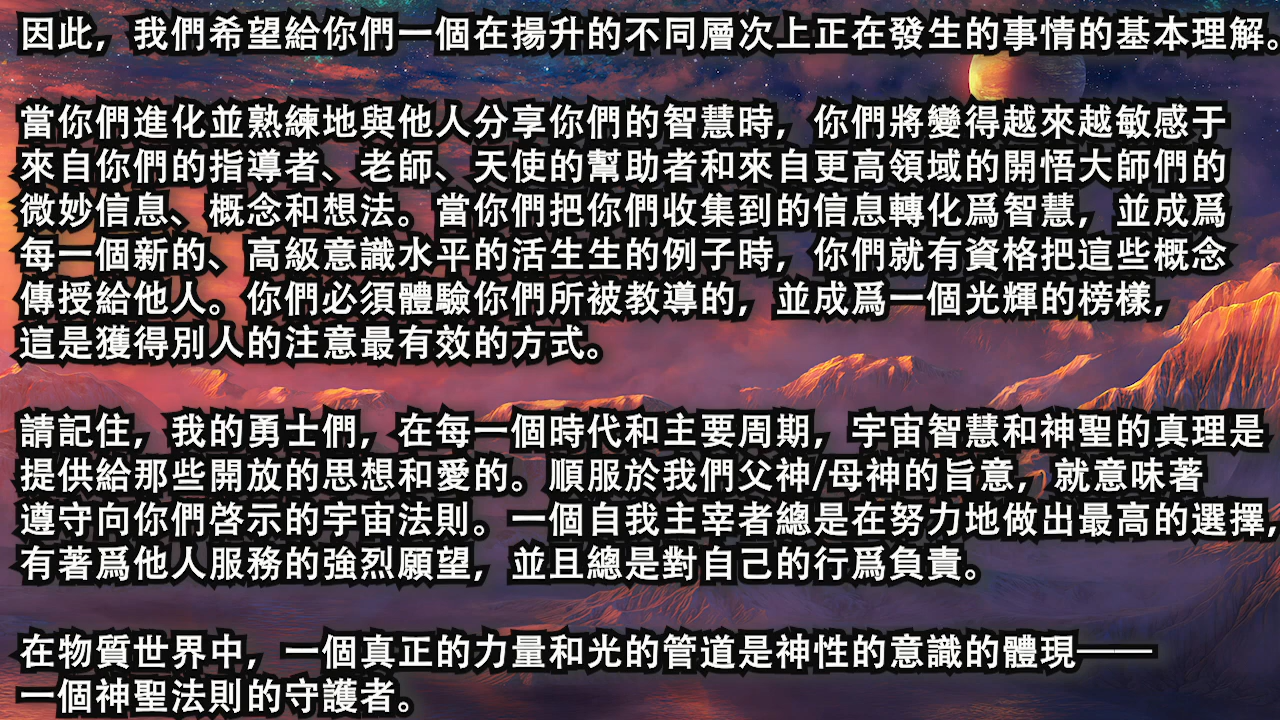 因此，我們希望給你們一個在揚升的不同層次上正在發生的事情的基本理解。
當你們進化並熟練地與他人分享你們的智慧時，你們將變得越來越敏感于
來自你們的指導者、老師、天使的幫助者和來自更高領域的開悟大師們的
微妙信息、概念和想法。當你們把你們收集到的信息轉化爲智慧，並成爲
每一個新的、高級意識水平的活生生的例子時，你們就有資格把這些概念
傳授給他人。你們必須體驗你們所被教導的，並成爲一個光輝的榜樣，
這是獲得別人的注意最有效的方式。
請記住，我的勇士們，在每一個時代和主要周期，宇宙智慧和神聖的真理是
提供給那些開放的思想和愛的。順服於我們父神/母神的旨意，就意味著
遵守向你們啓示的宇宙法則。一個自我主宰者總是在努力地做出最高的選擇，
有著爲他人服務的強烈願望，並且總是對自己的行爲負責。
在物質世界中，一個真正的力量和光的管道是神性的意識的體現——
一個神聖法則的守護者。